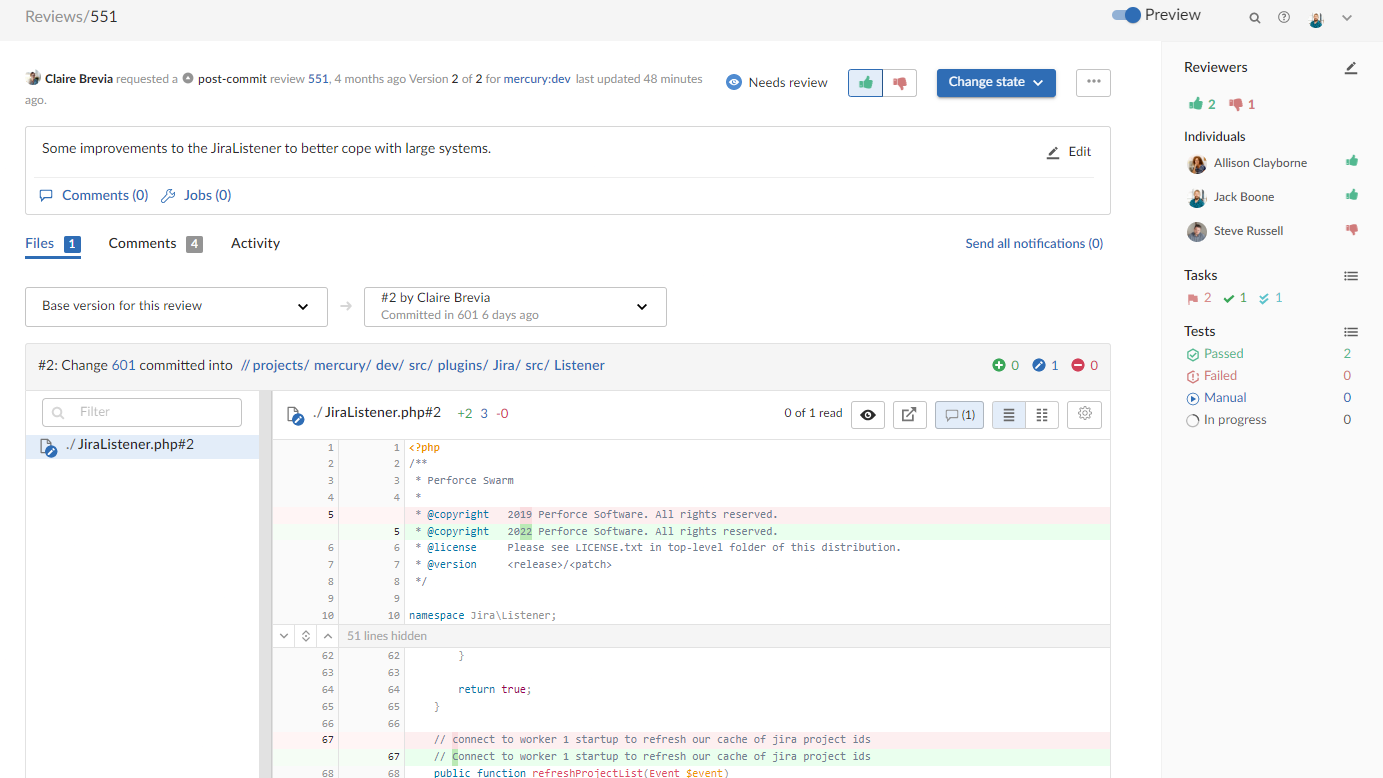 Reviews/551
Preview
Claire Brevia requested a post-commit review 551, 4 months ago Version 2 of 2 for mercury:dev last updated 48 minutes
ago.
Needs review
Change state
Some improvements to the JiraListener to better cope with large systems.
Edit
Comments (0) Jobs (0)
Files 1 Comments 4 Activity
Send all notifications (0)
Base version for this review
#2 by Claire Brevia
Committed in 601 6 days ago
#2: Change 601 committed into // projects/ mercury/ dev/ src/ plugins/ Jira/ src/ Listener
0 1 0
Filter
./ JiraListener.php#2
./ JiraListener.php#2 +2 3 -0
0 of 1 read
(1)
1 1 <?php
2 2 /**
3 3 * Perforce Swarm
4 4 *
5 * @copyright 2019 Perforce Software. All rights reserved.
5 * @copyright 2022 Perforce Software. All rights reserved.
6 6 * @license Please see LICENSE.txt in top-level folder of this distribution.
7 7 * @version <release>/<patch>
8 8 */
9 9
10 10 namespace Jira\Listener;
51 lines hidden
62 62 }
63 63
64 64 return true;
65 65 }
66 66
67 // connect to worker 1 startup to refresh our cache of jira project ids
67 // Connect to worker 1 startup to refresh our cache of jira project ids
68 68 public function refreshProjectList(Event $event)
Reviewers
2 1
Individuals
Allison Clayborne
Jack Boone
Steve Russell
Tasks
2 1 1
Tests
Passed 2
Failed 0
Manual 0
In progress 0